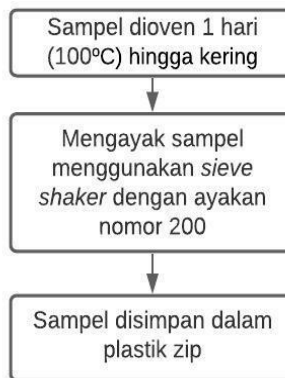 Sampel dioven 1 hari
(100ºC) hingga kering
Mengayak sampel
menggunakan sieve
shaker dengan ayakan
nomor 200
Sampel disimpan dalam
plastik zip